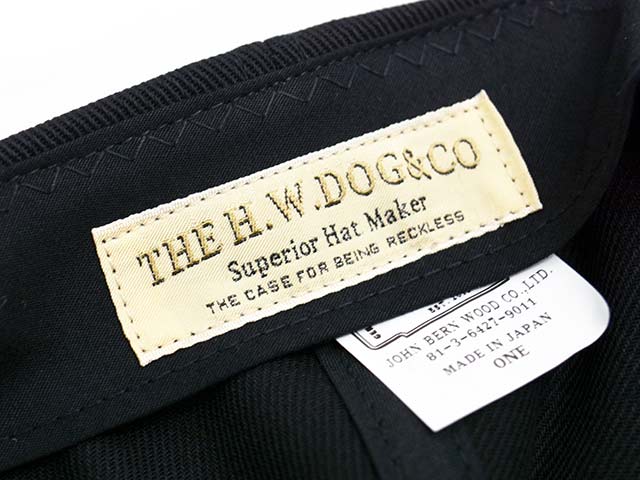 THE H.W.DOG&CO
Superior Hat Maker
THE CASE FOR BEING RECKLESS
JOHN BERN WOOD CO.,LTD.
81-3-6427-9011
MADE IN JAPAN
ONE